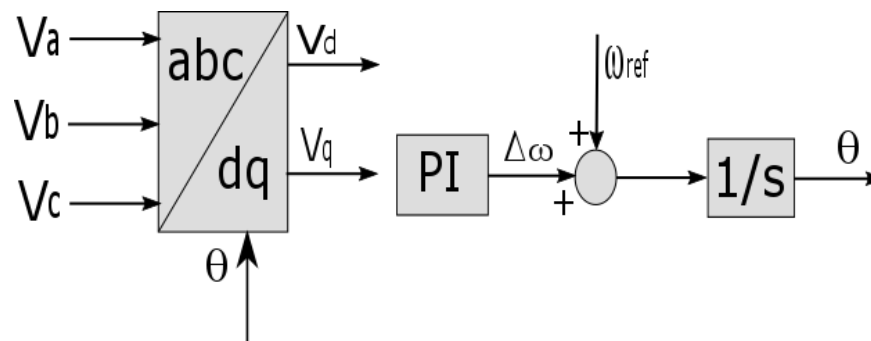 Va
Vb
Vc
abc
dq
θ
Vd
Vq
PI
Δω
+
+
ωref
1/s
θ